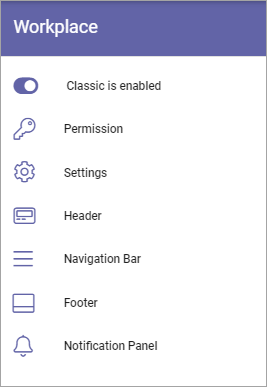 Workplace
Classic is enabled
Permission
Settings
Header
Navigation Bar
Footer
Notification Panel